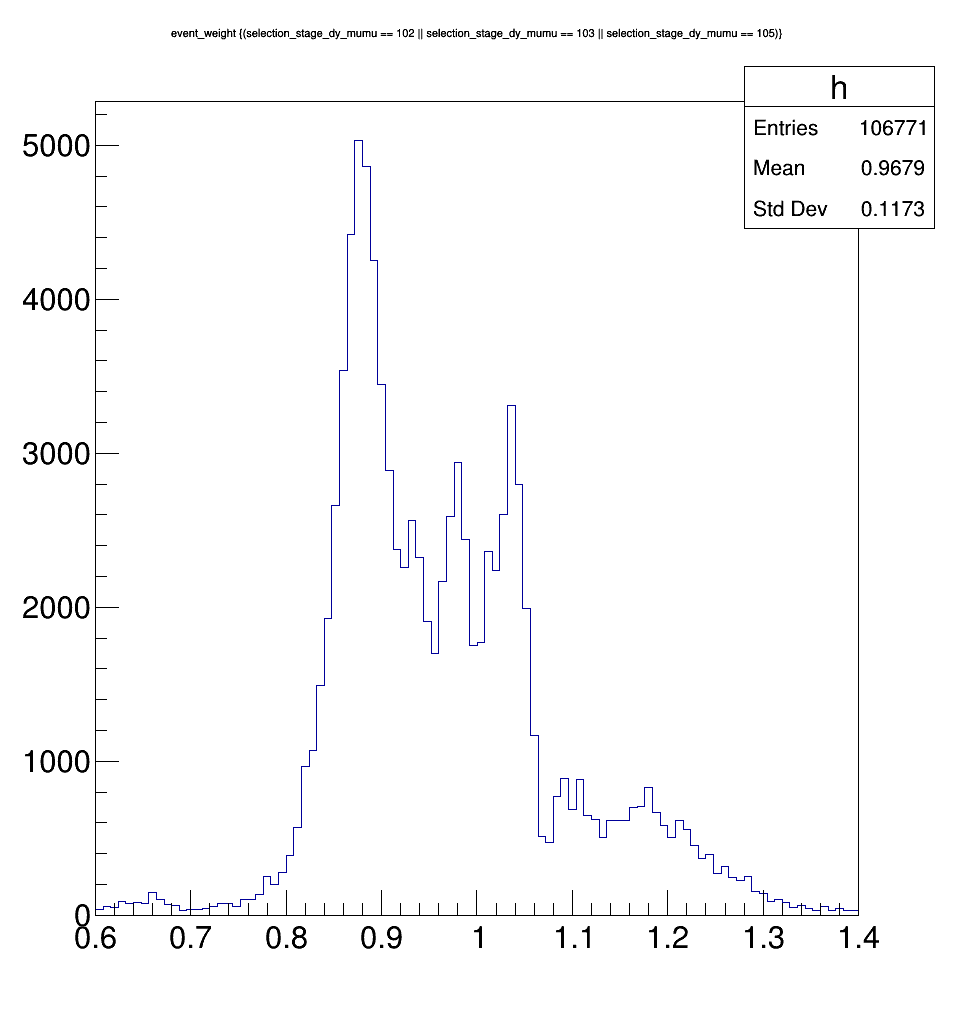 event_weight {(selection_stage_dy_mumu == 102 || selection_stage_dy_mumu == 103 || selection_stage_dy_mumu == 105)}
h
Entries 106771
Mean 0.9679
Std Dev 0.1173
5000
4000
3000
2000
1000
0
0.6 0.7 0.8 0.9 1 1.1 1.2 1.3 1.4